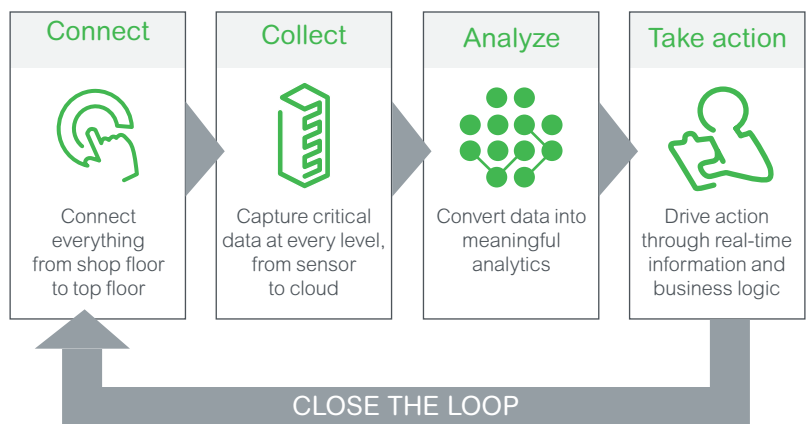 Connect
Connect
everything
from shop floor
to top floor
Collect
Capture critical
data at every level,
from sensor
to cloud
Analyze
Convert data into
meaningful
analytics
Take action
Drive action
through real-time
information and
business logic
CLOSE THE LOOP